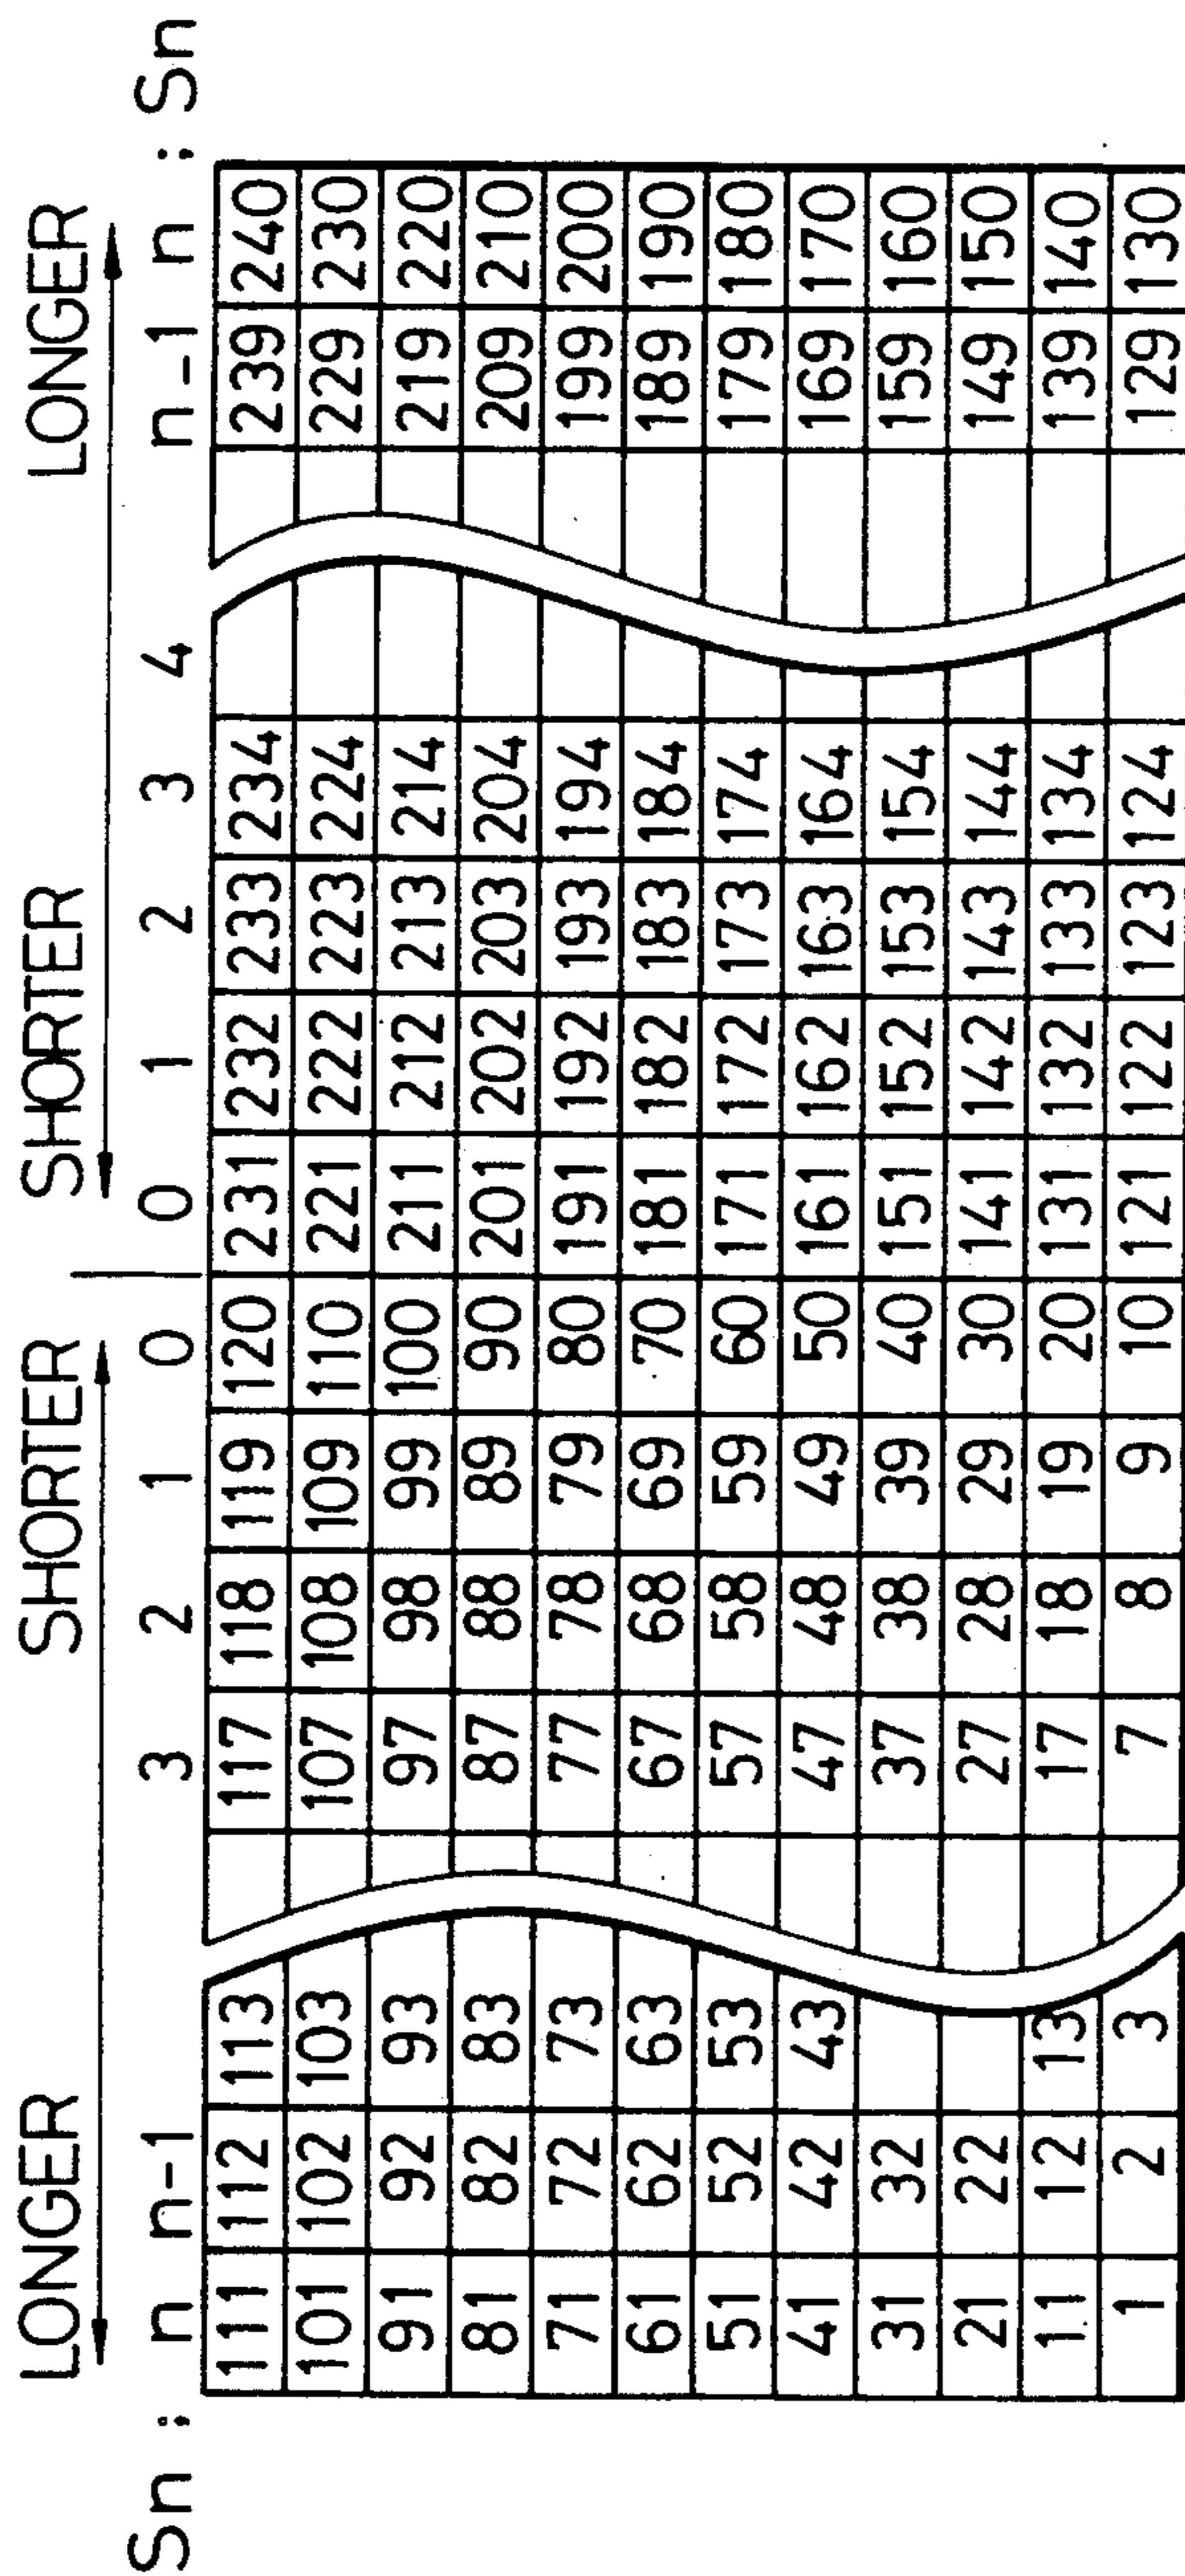 LONGER SHORTER SHORTER LONGER
Sn : n n-1 3 2 1 0 0 1 2 3 4 n-1 n : Sn
111 112 113 117 118 119 120 231 232 233 234 239 240
101 102 103 107 108 109 110 221 222 223 224 229 230
91 92 93 97 98 99 100 211 212 213 214 219 220
81 82 83 87 88 89 90 201 202 203 204 209 210
71 72 73 77 78 79 80 191 192 193 194 199 200
61 62 63 67 68 69 70 181 182 183 184 189 190
51 52 53 57 58 59 60 171 172 173 174 179 180
41 42 43 47 48 49 50 161 162 163 164 169 170
31 32 37 38 39 40 151 152 153 154 159 160
21 22 27 28 29 30 141 142 143 144 149 150
11 12 13 17 18 19 20 131 132 133 134 139 140
1 2 3 7 8 9 10 121 122 123 124 129 130